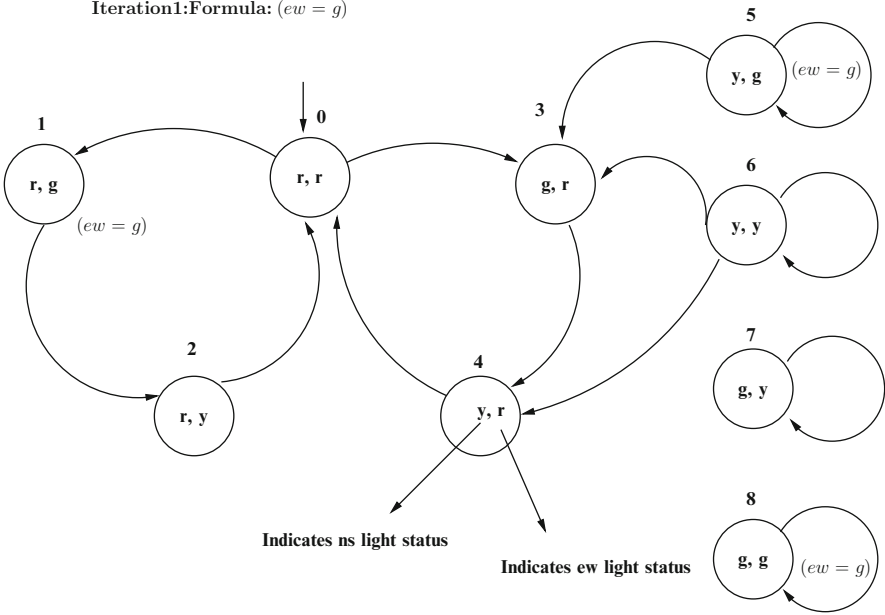 Iteration1:Formula: (ew = g)
5
y, g
(ew = g)
1
0
3
r, g
r, r
g, r
6
y, y
(ew = g)
2
r, y
4
y, r
7
g, y
Indicates ns light status
Indicates ew light status
8
g, g
(ew = g)